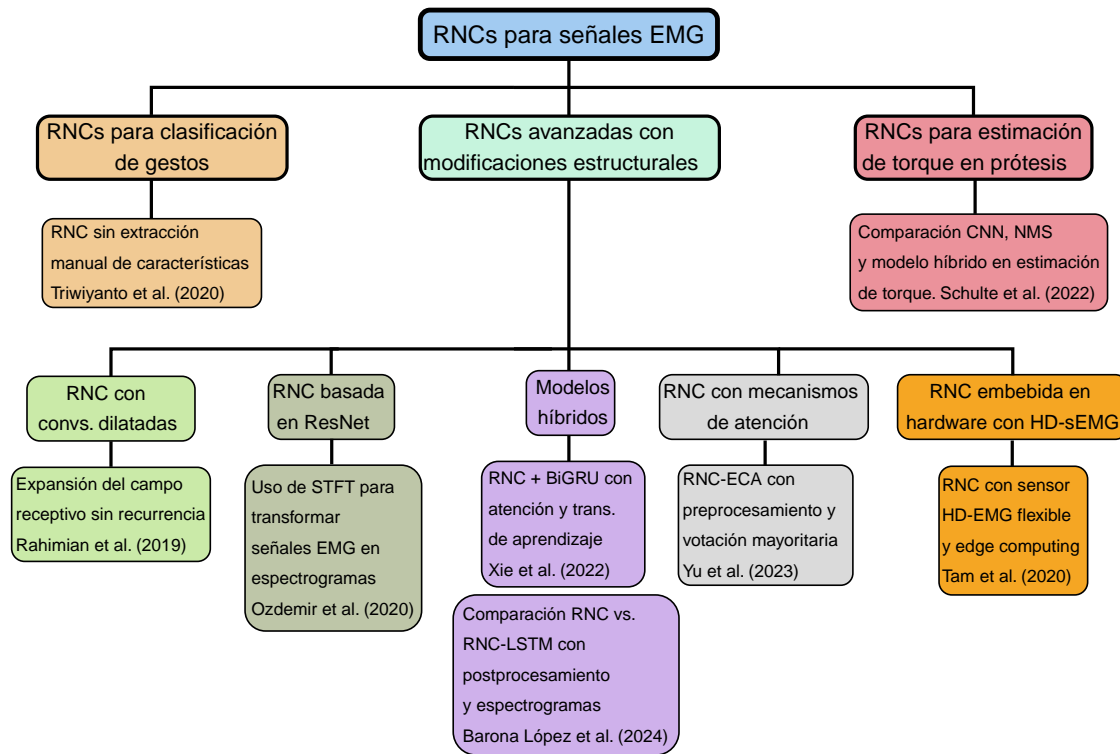 RNCs para señales EMG
RNCs para clasificación
de gestos
RNCs avanzadas con
modificaciones estructurales
RNCs para estimación
de torque en prótesis
RNC sin extracción
manual de características
Triwiyanto et al. (2020)
Comparación CNN, NMS
y modelo híbrido en estimación
de torque. Schulte et al. (2022)
RNC con
convs. dilatadas
RNC basada
en ResNet
Modelos
híbridos
RNC con mecanismos
de atención
RNC embebida en
hardware con HD-sEMG
Expansión del campo
receptivo sin recurrencia
Rahimian et al. (2019)
Uso de STFT para
transformar
señales EMG en
espectrogramas
Ozdemir et al. (2020)
RNC + BiGRU con
atención y trans.
de aprendizaje
Xie et al. (2022)
RNC-ECA con
preprocesamiento y
votación mayoritaria
Yu et al. (2023)
RNC con sensor
HD-EMG flexible
y edge computing
Tam et al. (2020)
Comparación RNC vs.
RNC-LSTM con
postprocesamiento
y espectrogramas
Barona López et al. (2024)